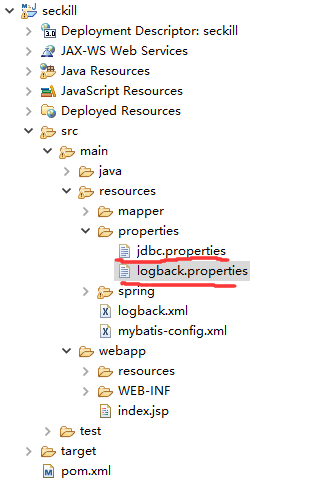 seckill
Deployment Descriptor: seckill
JAX-WS Web Services
Java Resources
JavaScript Resources
Deployed Resources
src
main
java
resources
mapper
properties
jdbc.properties
logback.properties
spring
logback.xml
mybatis-config.xml
webapp
resources
WEB-INF
index.jsp
test
target
pom.xml